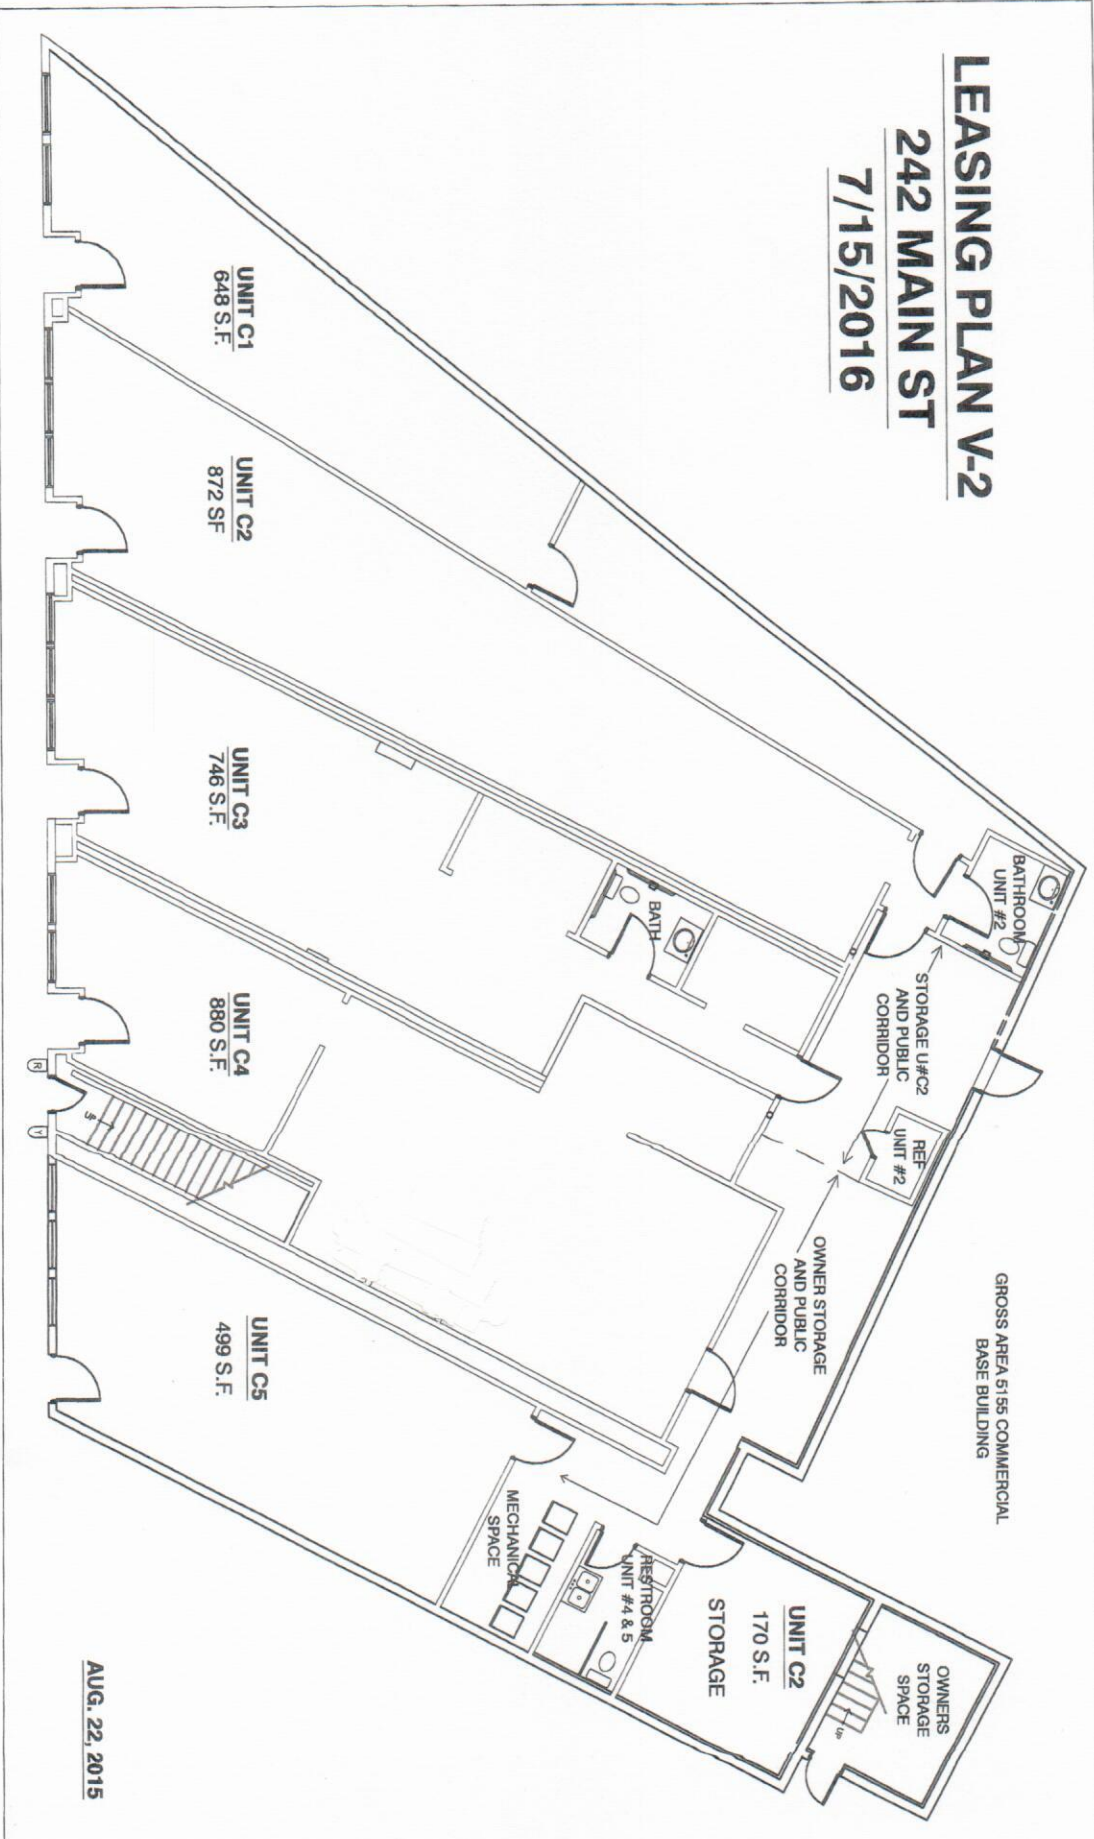 LEASING PLAN V-2
242 MAIN ST
7/15/2016
GROSS AREA 5155 COMMERCIAL
BASE BUILDING
BATHROOM
UNIT #2
STORAGE U#C2
AND PUBLIC
CORRIDOR
REF
UNIT #2
OWNER STORAGE
AND PUBLIC
CORRIDOR
OWNERS
STORAGE
SPACE
UP
UNIT C2
170 S.F.
STORAGE
BATH
RESTROOM
UNIT #4 & 5
MECHANICAL
SPACE
UNIT C1
648 S.F.
UNIT C2
872 SF
UNIT C3
746 S.F.
UNIT C4
880 S.F.
UNIT C5
499 S.F.
UP
R
Y
AUG. 22, 2015